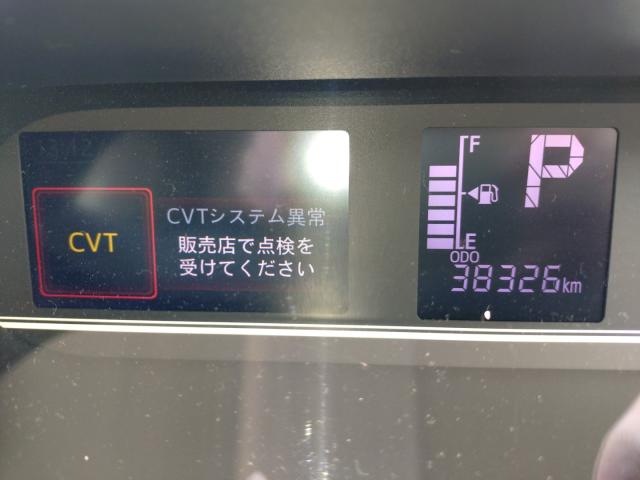 CVT
CVTシステム異常
販売店で点検を
受けてください
F
P
E
ODO
38326km